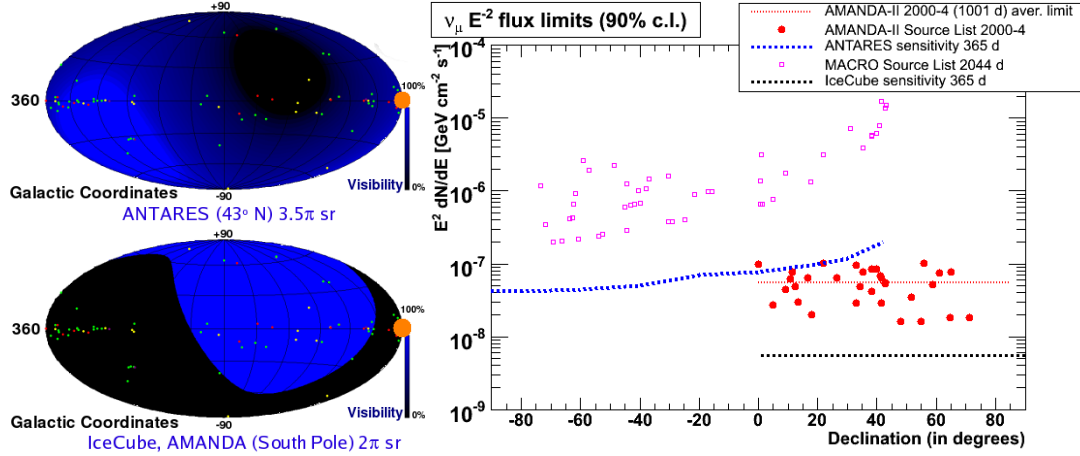 +90
360
100%
0%
Visibility
Galactic Coordinates
-90
ANTARES (43º N) 3.5π sr
+90
360
100%
0%
Visibility
Galactic Coordinates
-90
IceCube, AMANDA (South Pole) 2π sr
νμ E-2 flux limits (90% c.l.)
AMANDA-II 2000-4 (1001 d) aver. limit
AMANDA-II Source List 2000-4
ANTARES sensitivity 365 d
MACRO Source List 2044 d
IceCube sensitivity 365 d
E2 dN/dE [GeV cm-2 s-1]
10-4
10-5
10-6
10-7
10-8
10-9
-80 -60 -40 -20 0 20 40 60 80
Declination (in degrees)